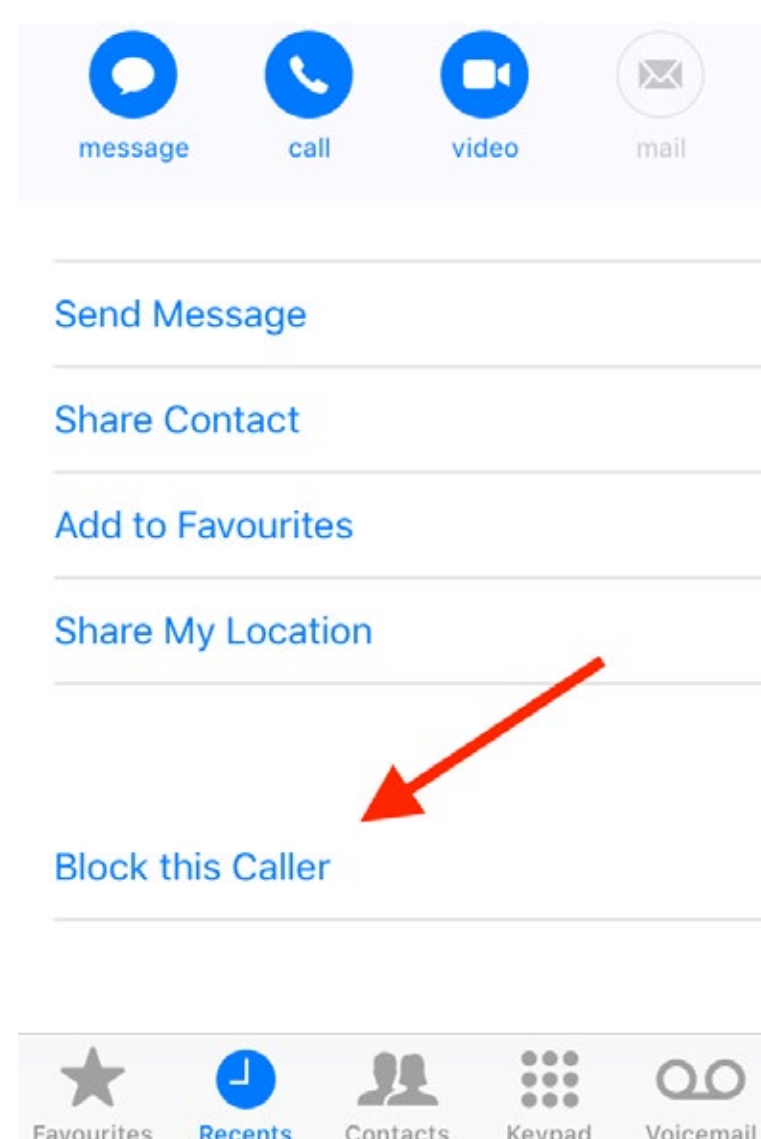 message call video mail
Send Message
Share Contact
Add to Favourites
Share My Location
Block this Caller
Favourites Recents Contacts Keypad Voicemail